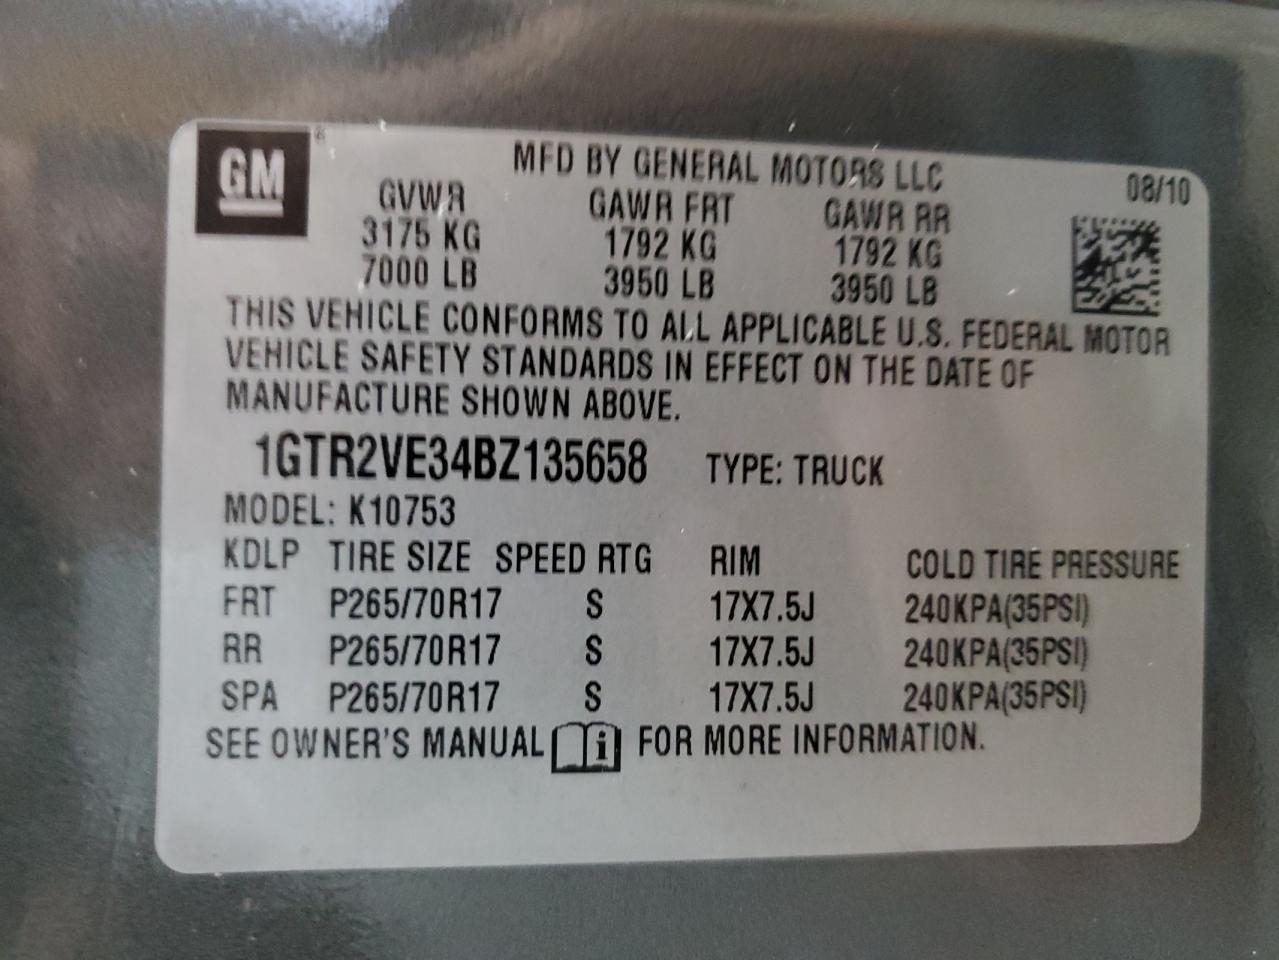 GM ®
MFD BY GENERAL MOTORS LLC
08/10
GVWR GAWR FRT GAWR RR
3175 KG 1792 KG 1792 KG
7000 LB 3950 LB 3950 LB
THIS VEHICLE CONFORMS TO ALL APPLICABLE U.S. FEDERAL MOTOR
VEHICLE SAFETY STANDARDS IN EFFECT ON THE DATE OF
MANUFACTURE SHOWN ABOVE.
1GTR2VE34BZ135658 TYPE: TRUCK
MODEL: K10753
KDLP TIRE SIZE SPEED RTG RIM COLD TIRE PRESSURE
FRT P265/70R17 S 17X7.5J 240KPA(35PSI)
RR P265/70R17 S 17X7.5J 240KPA(35PSI)
SPA P265/70R17 S 17X7.5J 240KPA(35PSI)
SEE OWNER'S MANUAL i FOR MORE INFORMATION.